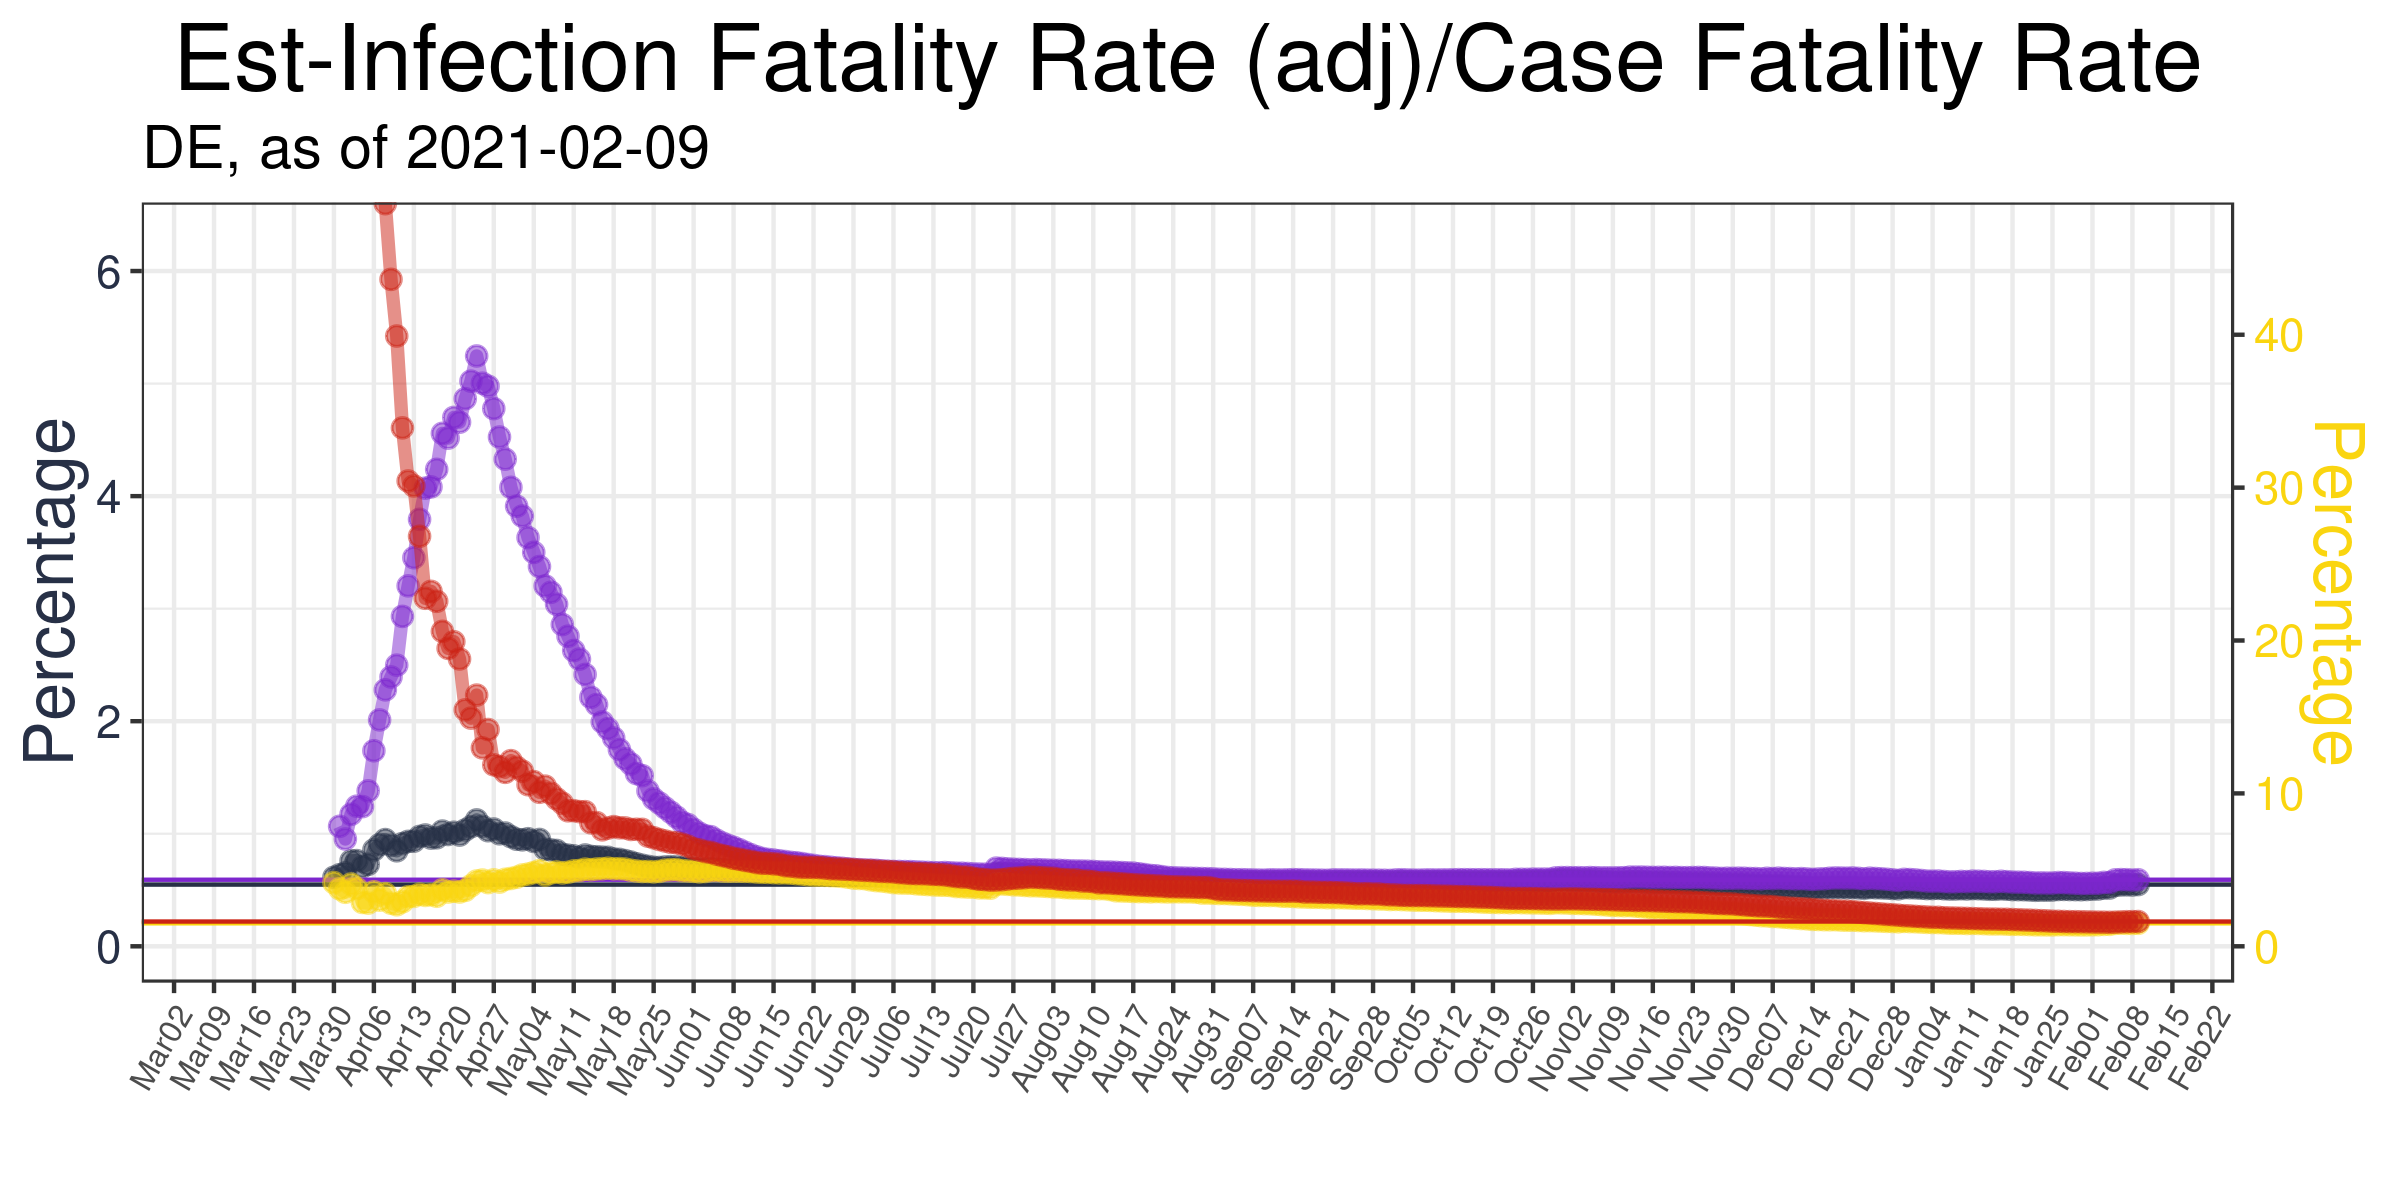 Est-Infection Fatality Rate (adj)/Case Fatality Rate
DE, as of 2021-02-09
Percentage
6
4
2
0
40
30
20
10
0
Percentage
Mar02
Mar09
Mar16
Mar23
Mar30
Apr06
Apr13
Apr20
Apr27
May04
May11
May18
May25
Jun01
Jun08
Jun15
Jun22
Jun29
Jul06
Jul13
Jul20
Jul27
Aug03
Aug10
Aug17
Aug24
Aug31
Sep07
Sep14
Sep21
Sep28
Oct05
Oct12
Oct19
Oct26
Nov02
Nov09
Nov16
Nov23
Nov30
Dec07
Dec14
Dec21
Dec28
Jan04
Jan11
Jan18
Jan25
Feb01
Feb08
Feb15
Feb22